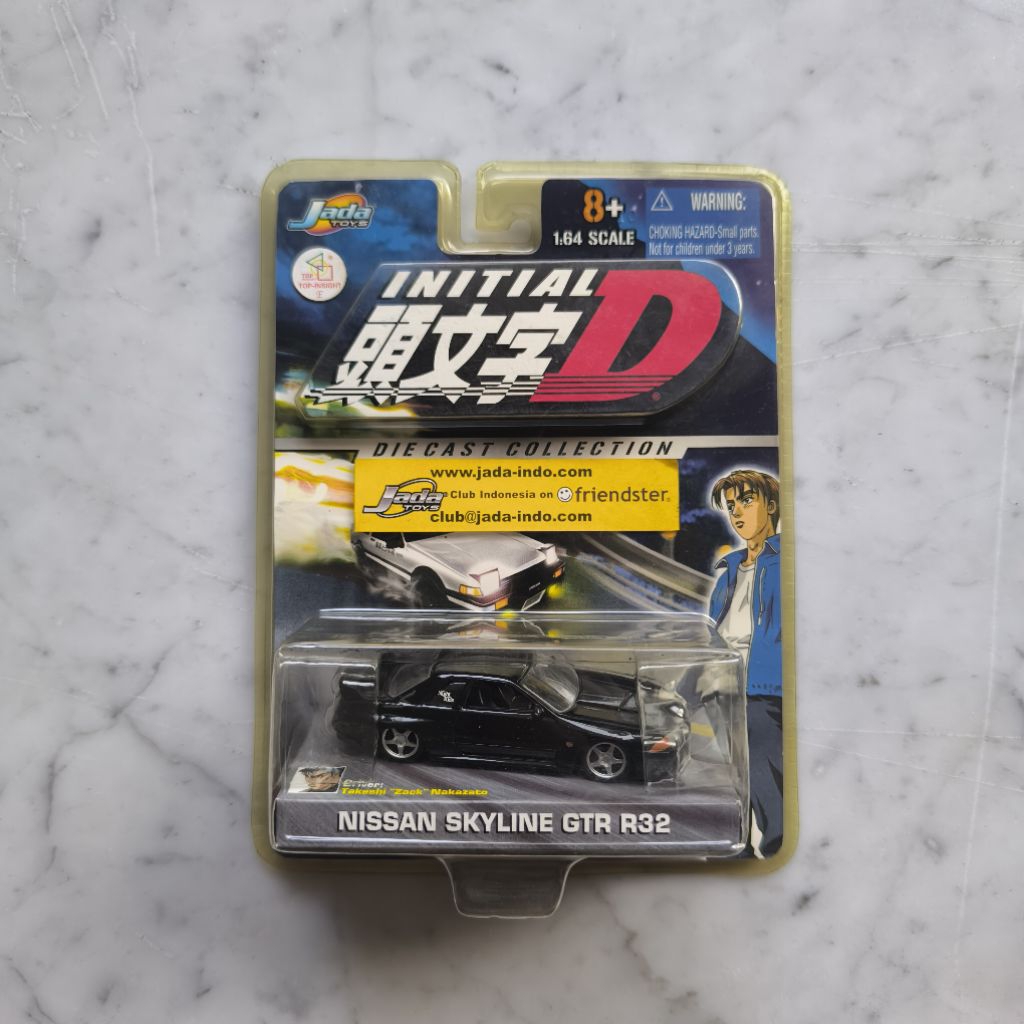 Jada
TOYS
8+
1:64 SCALE
WARNING:
CHOKING HAZARD-Small parts.
Not for children under 3 years.
TOP-INSIGHT
INITIAL
頭文字D
DIE CAST COLLECTION
www.jada-indo.com
Jada TOYS Club Indonesia on friendster
club@jada-indo.com
Driver:
Takeshi "Zack" Nakazato
NISSAN SKYLINE GTR R32